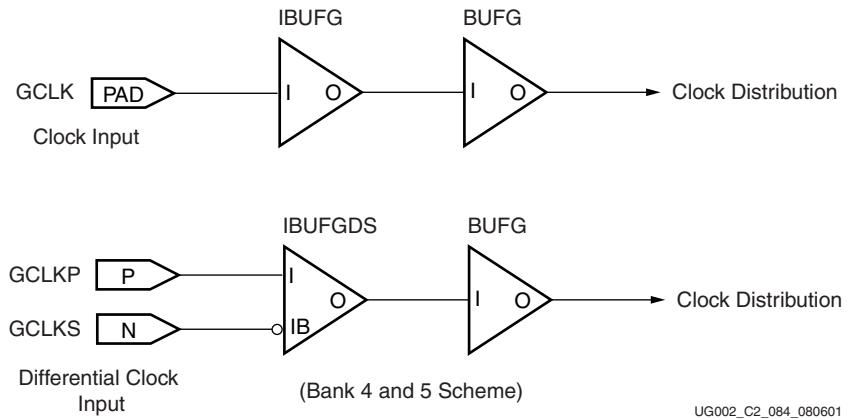 IBUFG
BUFG
GCLK
PAD
I
O
I
O
Clock Distribution
Clock Input
IBUFGDS
BUFG
GCLKP
P
I
O
I
O
Clock Distribution
GCLKS
N
IB
Differential Clock
Input
(Bank 4 and 5 Scheme)
UG002_C2_084_080601